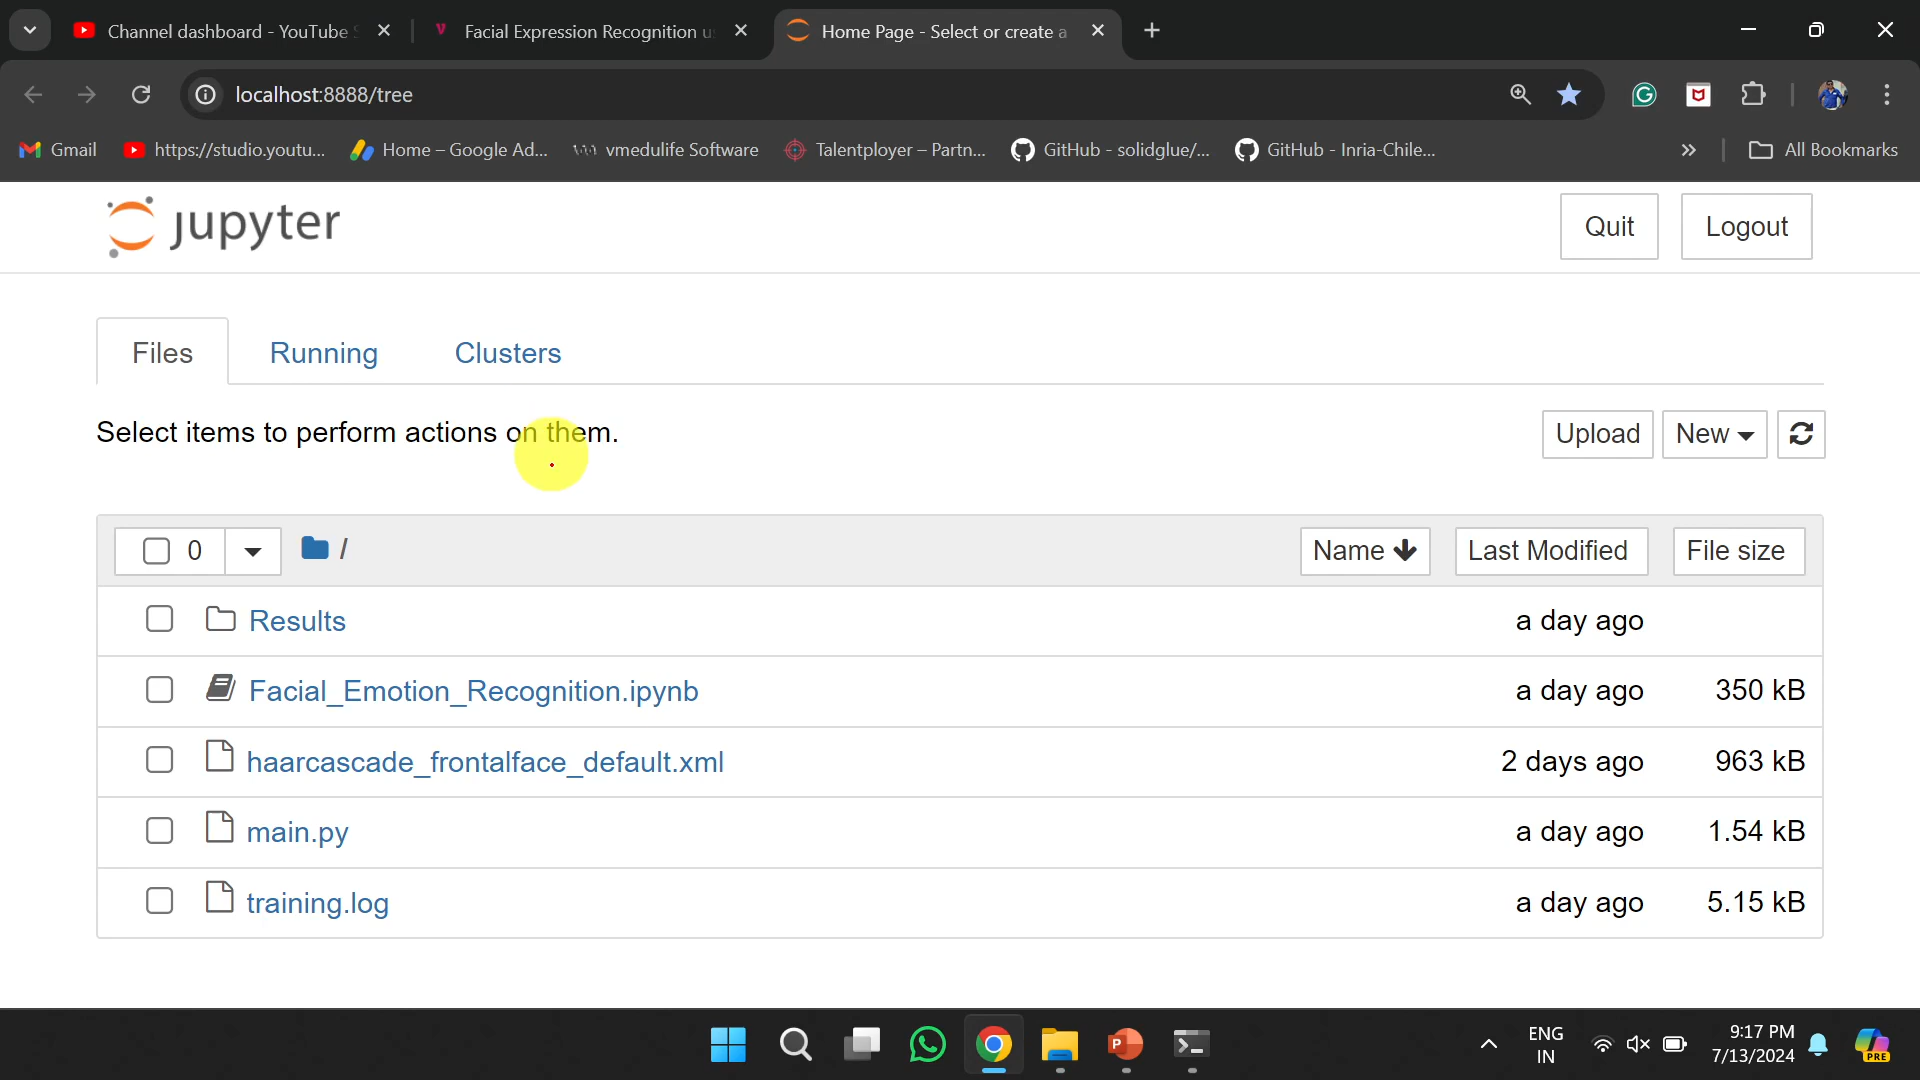 Channel dashboard - YouTube S
Facial Expression Recognition u
Home Page - Select or create a
localhost:8888/tree
Gmail
https://studio.youtu...
Home – Google Ad...
vmedulife Software
Talentployer – Partn...
GitHub - solidglue/...
GitHub - Inria-Chile...
All Bookmarks
jupyter
Quit
Logout
Files
Running
Clusters
Select items to perform actions on them.
Upload
New
0
/
Name
Last Modified
File size
Results
a day ago
Facial_Emotion_Recognition.ipynb
a day ago
350 kB
haarcascade_frontalface_default.xml
2 days ago
963 kB
main.py
a day ago
1.54 kB
training.log
a day ago
5.15 kB
ENG
IN
9:17 PM
7/13/2024
PRE